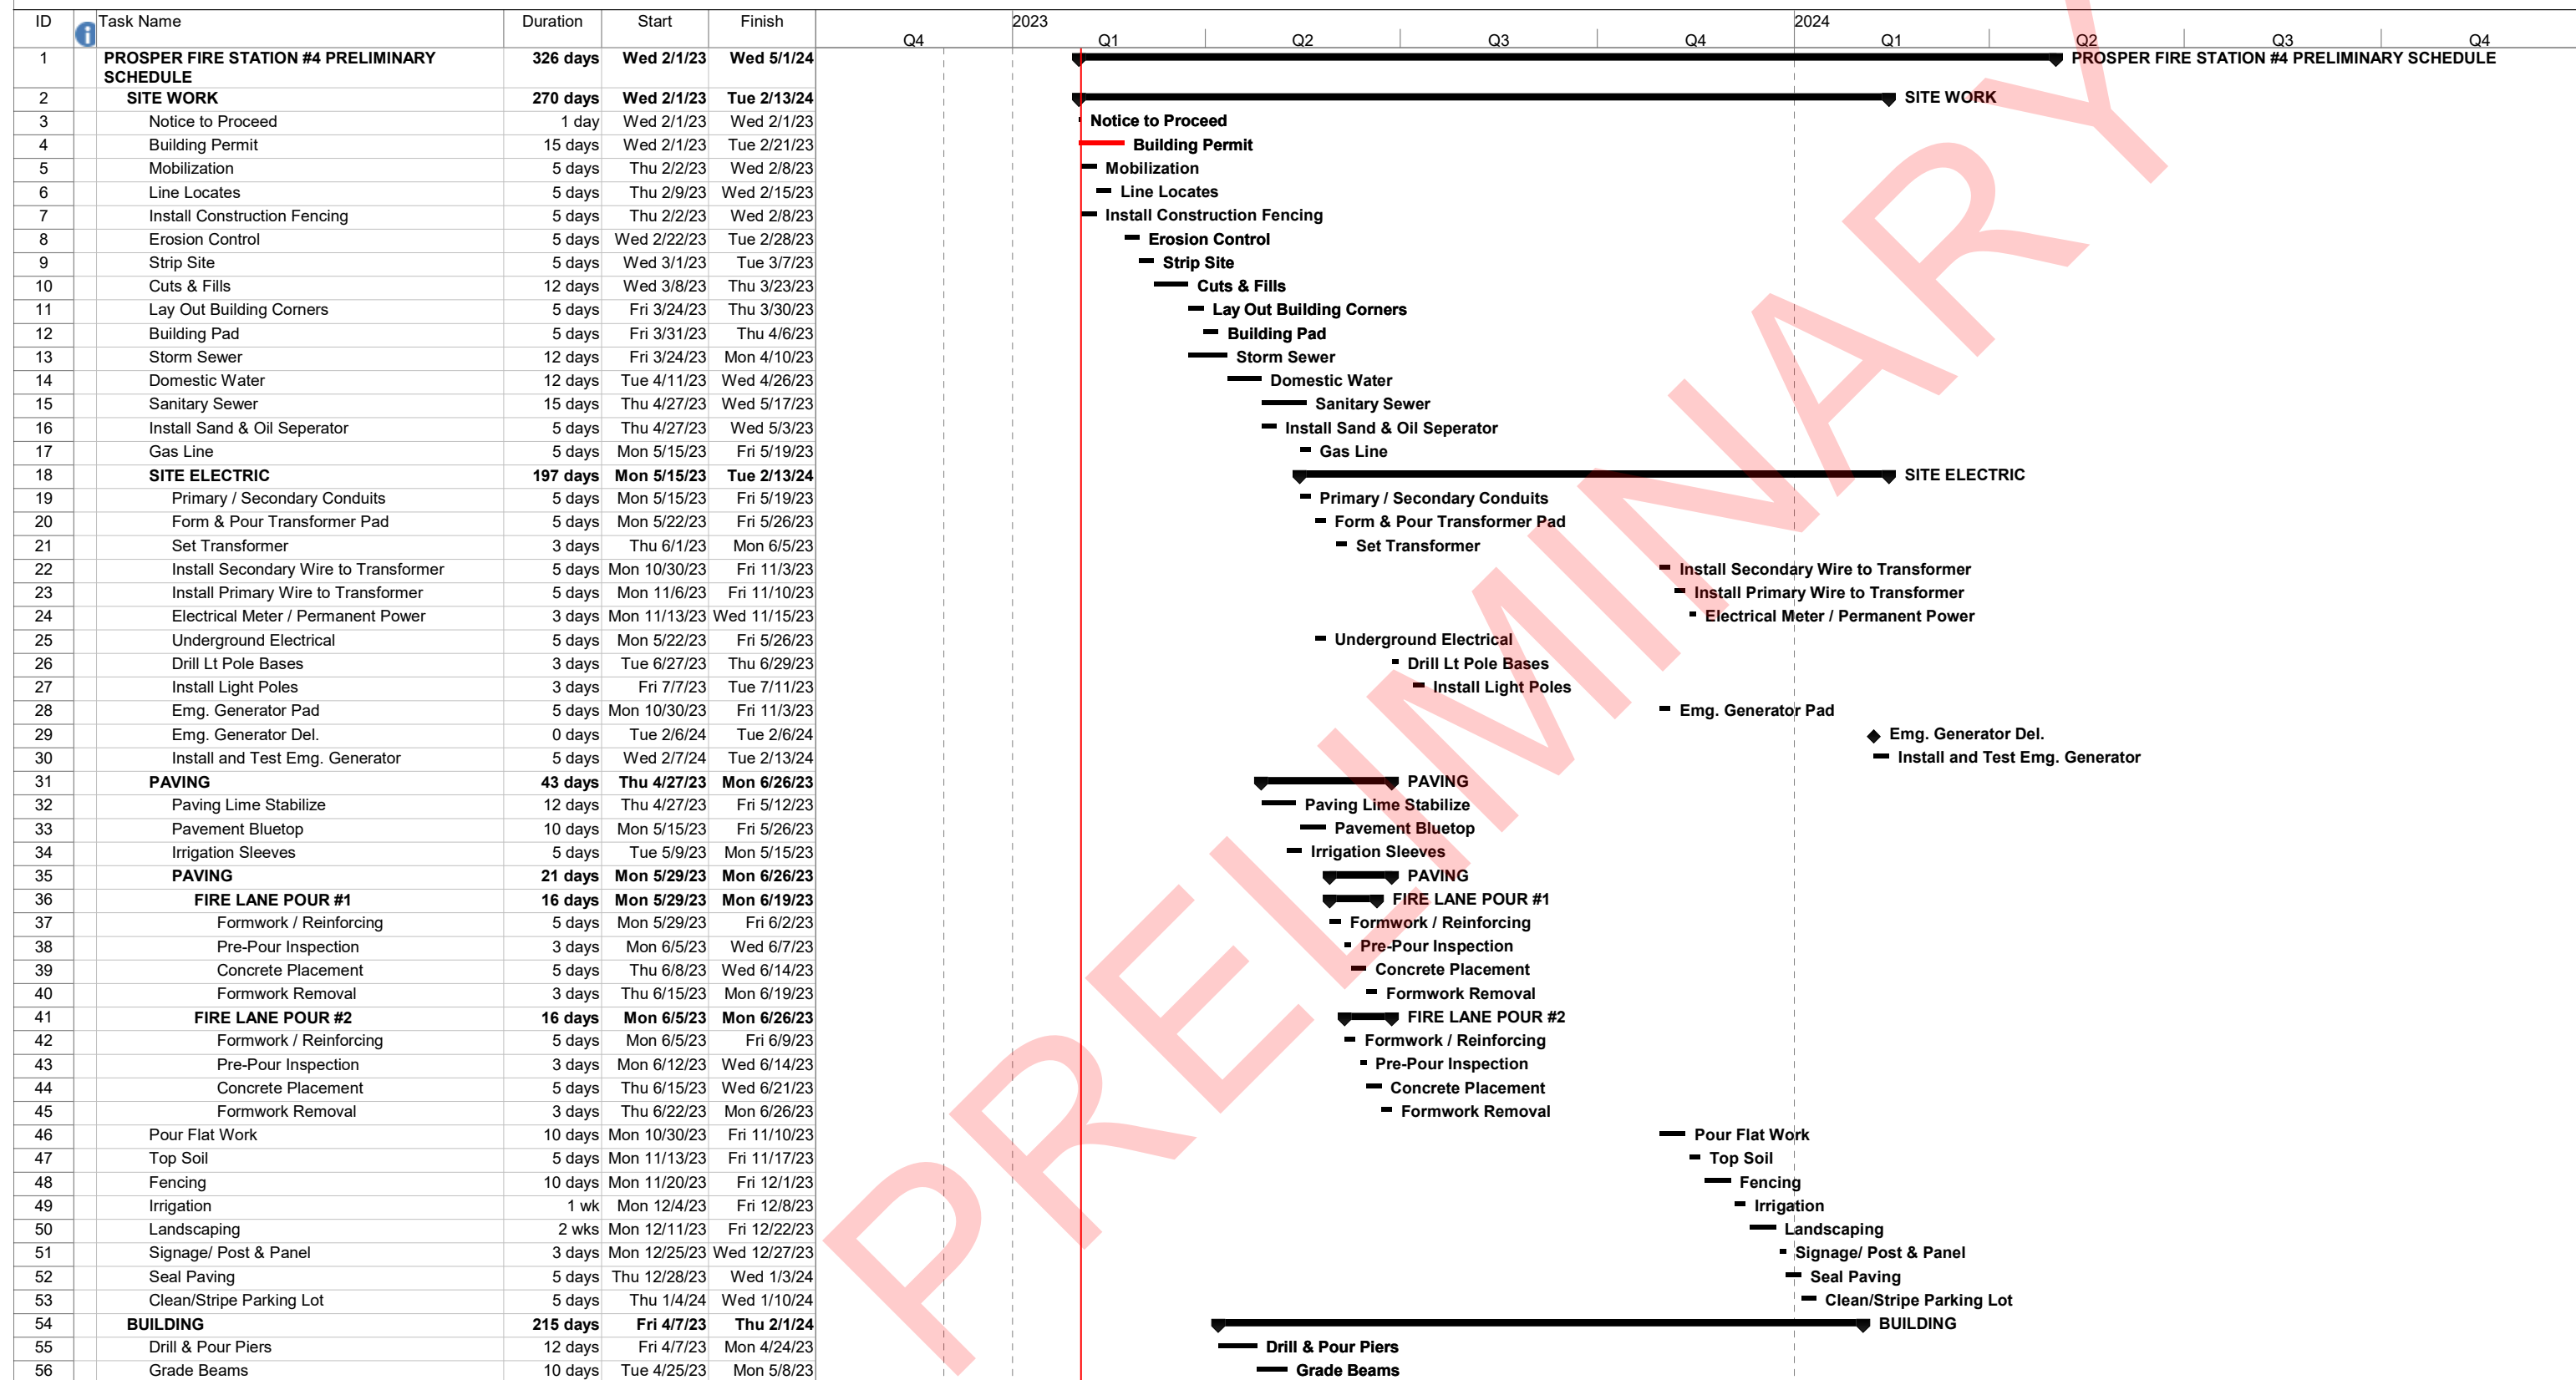 ID Task Name Duration Start Finish 2023 2024
Q4 Q1 Q2 Q3 Q4 Q1 Q2 Q3 Q4
1 PROSPER FIRE STATION #4 PRELIMINARY SCHEDULE 326 days Wed 2/1/23 Wed 5/1/24 PROSPER FIRE STATION #4 PRELIMINARY SCHEDULE
2 SITE WORK 270 days Wed 2/1/23 Tue 2/13/24 SITE WORK
3 Notice to Proceed 1 day Wed 2/1/23 Wed 2/1/23 Notice to Proceed
4 Building Permit 15 days Wed 2/1/23 Tue 2/21/23 Building Permit
5 Mobilization 5 days Thu 2/2/23 Wed 2/8/23 Mobilization
6 Line Locates 5 days Thu 2/9/23 Wed 2/15/23 Line Locates
7 Install Construction Fencing 5 days Thu 2/2/23 Wed 2/8/23 Install Construction Fencing
8 Erosion Control 5 days Wed 2/22/23 Tue 2/28/23 Erosion Control
9 Strip Site 5 days Wed 3/1/23 Tue 3/7/23 Strip Site
10 Cuts & Fills 12 days Wed 3/8/23 Thu 3/23/23 Cuts & Fills
11 Lay Out Building Corners 5 days Fri 3/24/23 Thu 3/30/23 Lay Out Building Corners
12 Building Pad 5 days Fri 3/31/23 Thu 4/6/23 Building Pad
13 Storm Sewer 12 days Fri 3/24/23 Mon 4/10/23 Storm Sewer
14 Domestic Water 12 days Tue 4/11/23 Wed 4/26/23 Domestic Water
15 Sanitary Sewer 15 days Thu 4/27/23 Wed 5/17/23 Sanitary Sewer
16 Install Sand & Oil Seperator 5 days Thu 4/27/23 Wed 5/3/23 Install Sand & Oil Seperator
17 Gas Line 5 days Mon 5/15/23 Fri 5/19/23 Gas Line
18 SITE ELECTRIC 197 days Mon 5/15/23 Tue 2/13/24 SITE ELECTRIC
19 Primary / Secondary Conduits 5 days Mon 5/15/23 Fri 5/19/23 Primary / Secondary Conduits
20 Form & Pour Transformer Pad 5 days Mon 5/22/23 Fri 5/26/23 Form & Pour Transformer Pad
21 Set Transformer 3 days Thu 6/1/23 Mon 6/5/23 Set Transformer
22 Install Secondary Wire to Transformer 5 days Mon 10/30/23 Fri 11/3/23 Install Secondary Wire to Transformer
23 Install Primary Wire to Transformer 5 days Mon 11/6/23 Fri 11/10/23 Install Primary Wire to Transformer
24 Electrical Meter / Permanent Power 3 days Mon 11/13/23 Wed 11/15/23 Electrical Meter / Permanent Power
25 Underground Electrical 5 days Mon 5/22/23 Fri 5/26/23 Underground Electrical
26 Drill Lt Pole Bases 3 days Tue 6/27/23 Thu 6/29/23 Drill Lt Pole Bases
27 Install Light Poles 3 days Fri 7/7/23 Tue 7/11/23 Install Light Poles
28 Emg. Generator Pad 5 days Mon 10/30/23 Fri 11/3/23 Emg. Generator Pad
29 Emg. Generator Del. 0 days Tue 2/6/24 Tue 2/6/24 Emg. Generator Del.
30 Install and Test Emg. Generator 5 days Wed 2/7/24 Tue 2/13/24 Install and Test Emg. Generator
31 PAVING 43 days Thu 4/27/23 Mon 6/26/23 PAVING
32 Paving Lime Stabilize 12 days Thu 4/27/23 Fri 5/12/23 Paving Lime Stabilize
33 Pavement Bluetop 10 days Mon 5/15/23 Fri 5/26/23 Pavement Bluetop
34 Irrigation Sleeves 5 days Tue 5/9/23 Mon 5/15/23 Irrigation Sleeves
35 PAVING 21 days Mon 5/29/23 Mon 6/26/23 PAVING
36 FIRE LANE POUR #1 16 days Mon 5/29/23 Mon 6/19/23 FIRE LANE POUR #1
37 Formwork / Reinforcing 5 days Mon 5/29/23 Fri 6/2/23 Formwork / Reinforcing
38 Pre-Pour Inspection 3 days Mon 6/5/23 Wed 6/7/23 Pre-Pour Inspection
39 Concrete Placement 5 days Thu 6/8/23 Wed 6/14/23 Concrete Placement
40 Formwork Removal 3 days Thu 6/15/23 Mon 6/19/23 Formwork Removal
41 FIRE LANE POUR #2 16 days Mon 6/5/23 Mon 6/26/23 FIRE LANE POUR #2
42 Formwork / Reinforcing 5 days Mon 6/5/23 Fri 6/9/23 Formwork / Reinforcing
43 Pre-Pour Inspection 3 days Mon 6/12/23 Wed 6/14/23 Pre-Pour Inspection
44 Concrete Placement 5 days Thu 6/15/23 Wed 6/21/23 Concrete Placement
45 Formwork Removal 3 days Thu 6/22/23 Mon 6/26/23 Formwork Removal
46 Pour Flat Work 10 days Mon 10/30/23 Fri 11/10/23 Pour Flat Work
47 Top Soil 5 days Mon 11/13/23 Fri 11/17/23 Top Soil
48 Fencing 10 days Mon 11/20/23 Fri 12/1/23 Fencing
49 Irrigation 1 wk Mon 12/4/23 Fri 12/8/23 Irrigation
50 Landscaping 2 wks Mon 12/11/23 Fri 12/22/23 Landscaping
51 Signage/ Post & Panel 3 days Mon 12/25/23 Wed 12/27/23 Signage/ Post & Panel
52 Seal Paving 5 days Thu 12/28/23 Wed 1/3/24 Seal Paving
53 Clean/Stripe Parking Lot 5 days Thu 1/4/24 Wed 1/10/24 Clean/Stripe Parking Lot
54 BUILDING 215 days Fri 4/7/23 Thu 2/1/24 BUILDING
55 Drill & Pour Piers 12 days Fri 4/7/23 Mon 4/24/23 Drill & Pour Piers
56 Grade Beams 10 days Tue 4/25/23 Mon 5/8/23 Grade Beams
PRELIMINARY